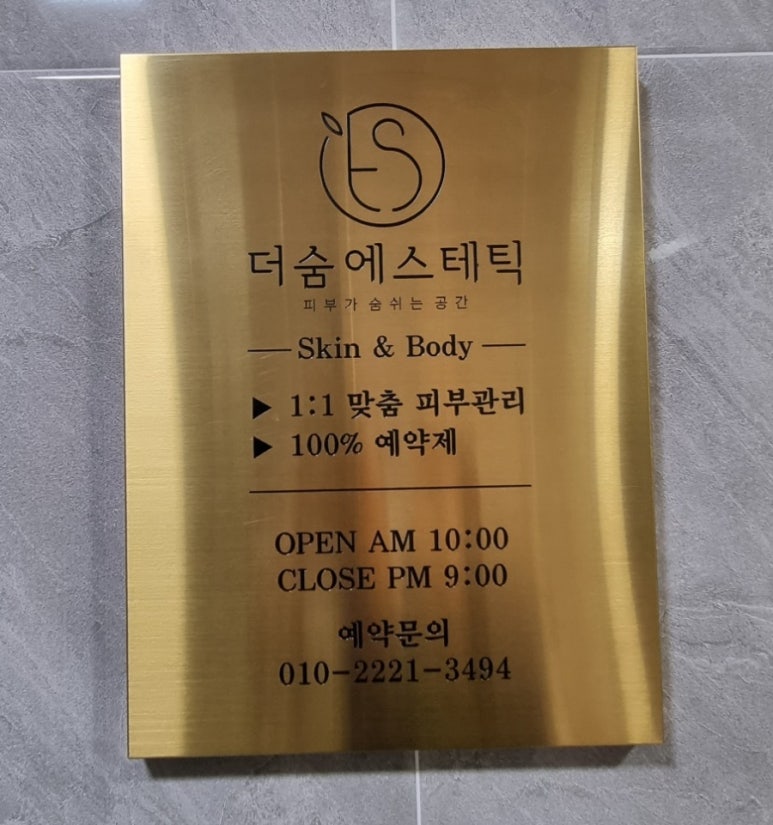 ES
더숨에스테틱
피부가 숨쉬는 공간
Skin & Body
▶ 1:1 맞춤 피부관리
▶ 100% 예약제
OPEN AM 10:00
CLOSE PM 9:00
예약문의
010-2221-3494